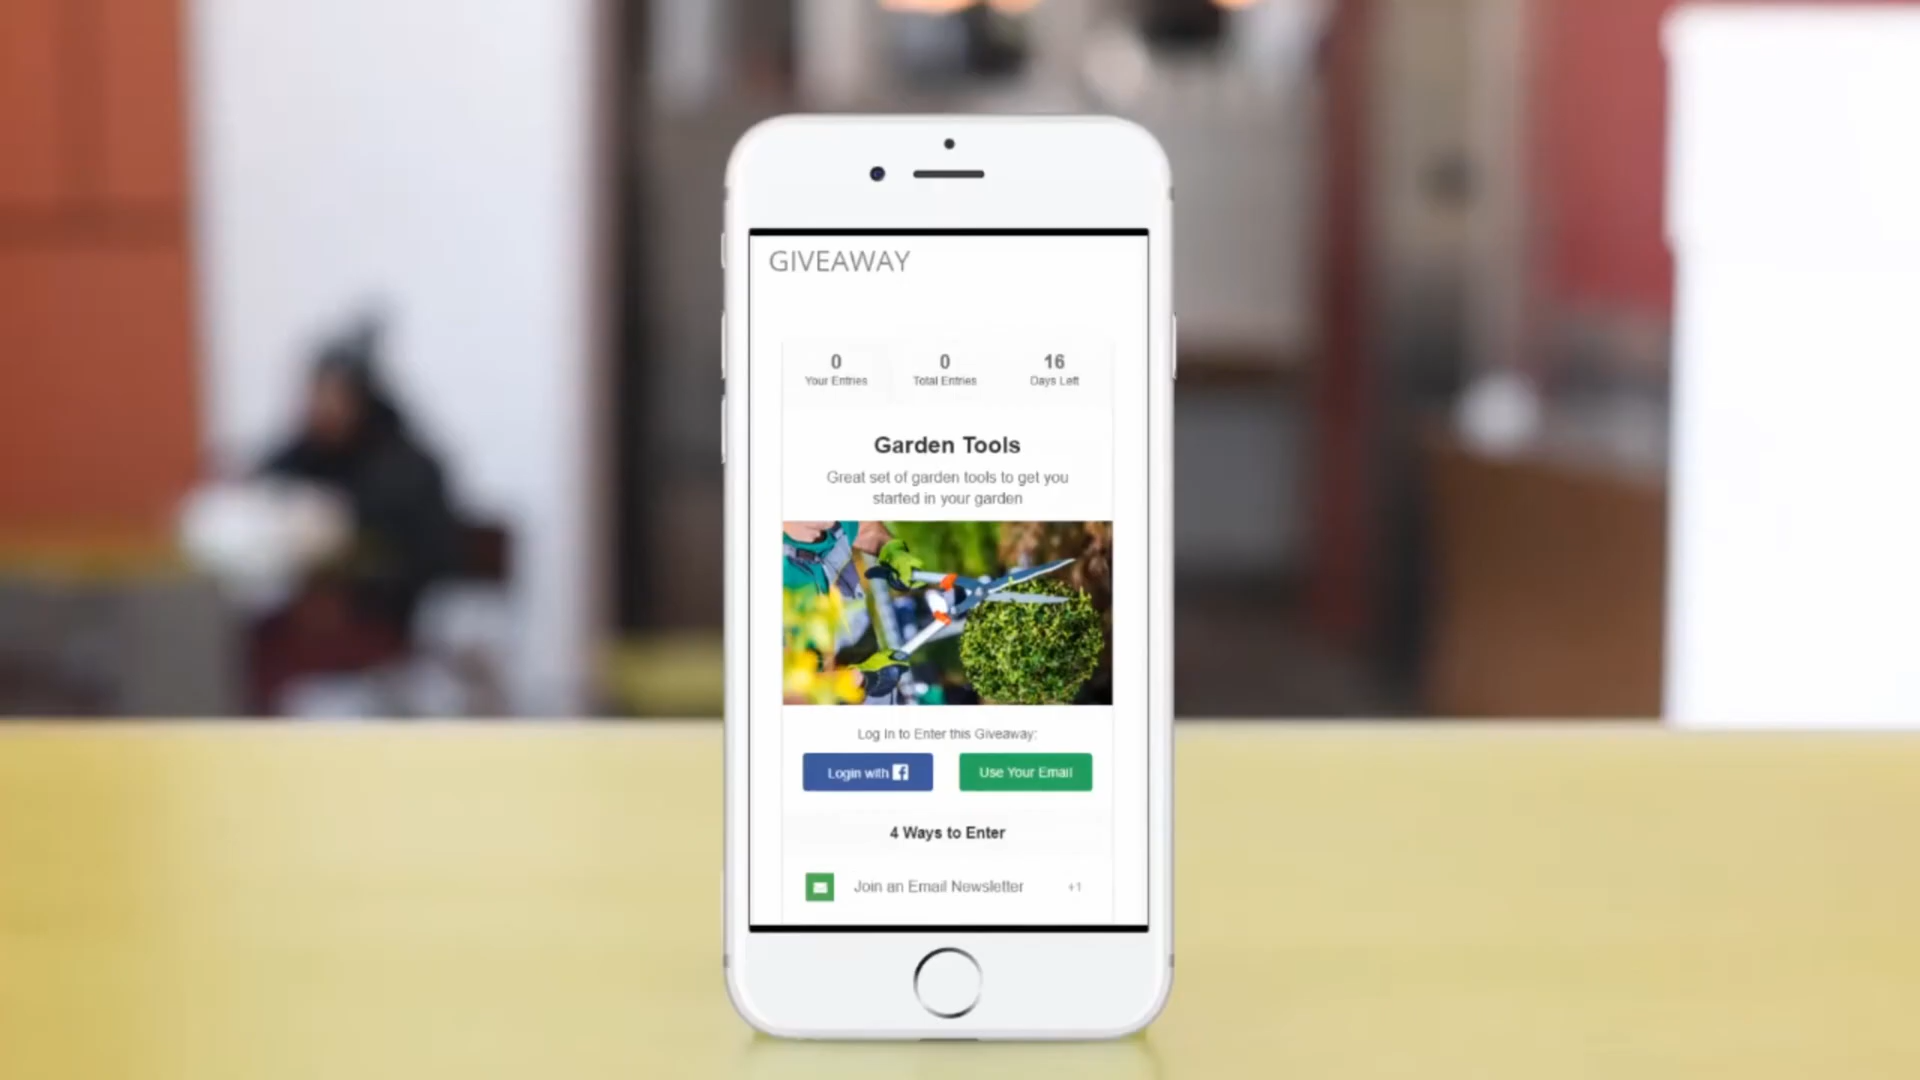 GIVEAWAY
0 0 16
Your Entries Total Entries Days Left
Garden Tools
Great set of garden tools to get you
started in your garden
Log In to Enter this Giveaway:
Login with Use Your Email
4 Ways to Enter
Join an Email Newsletter +1